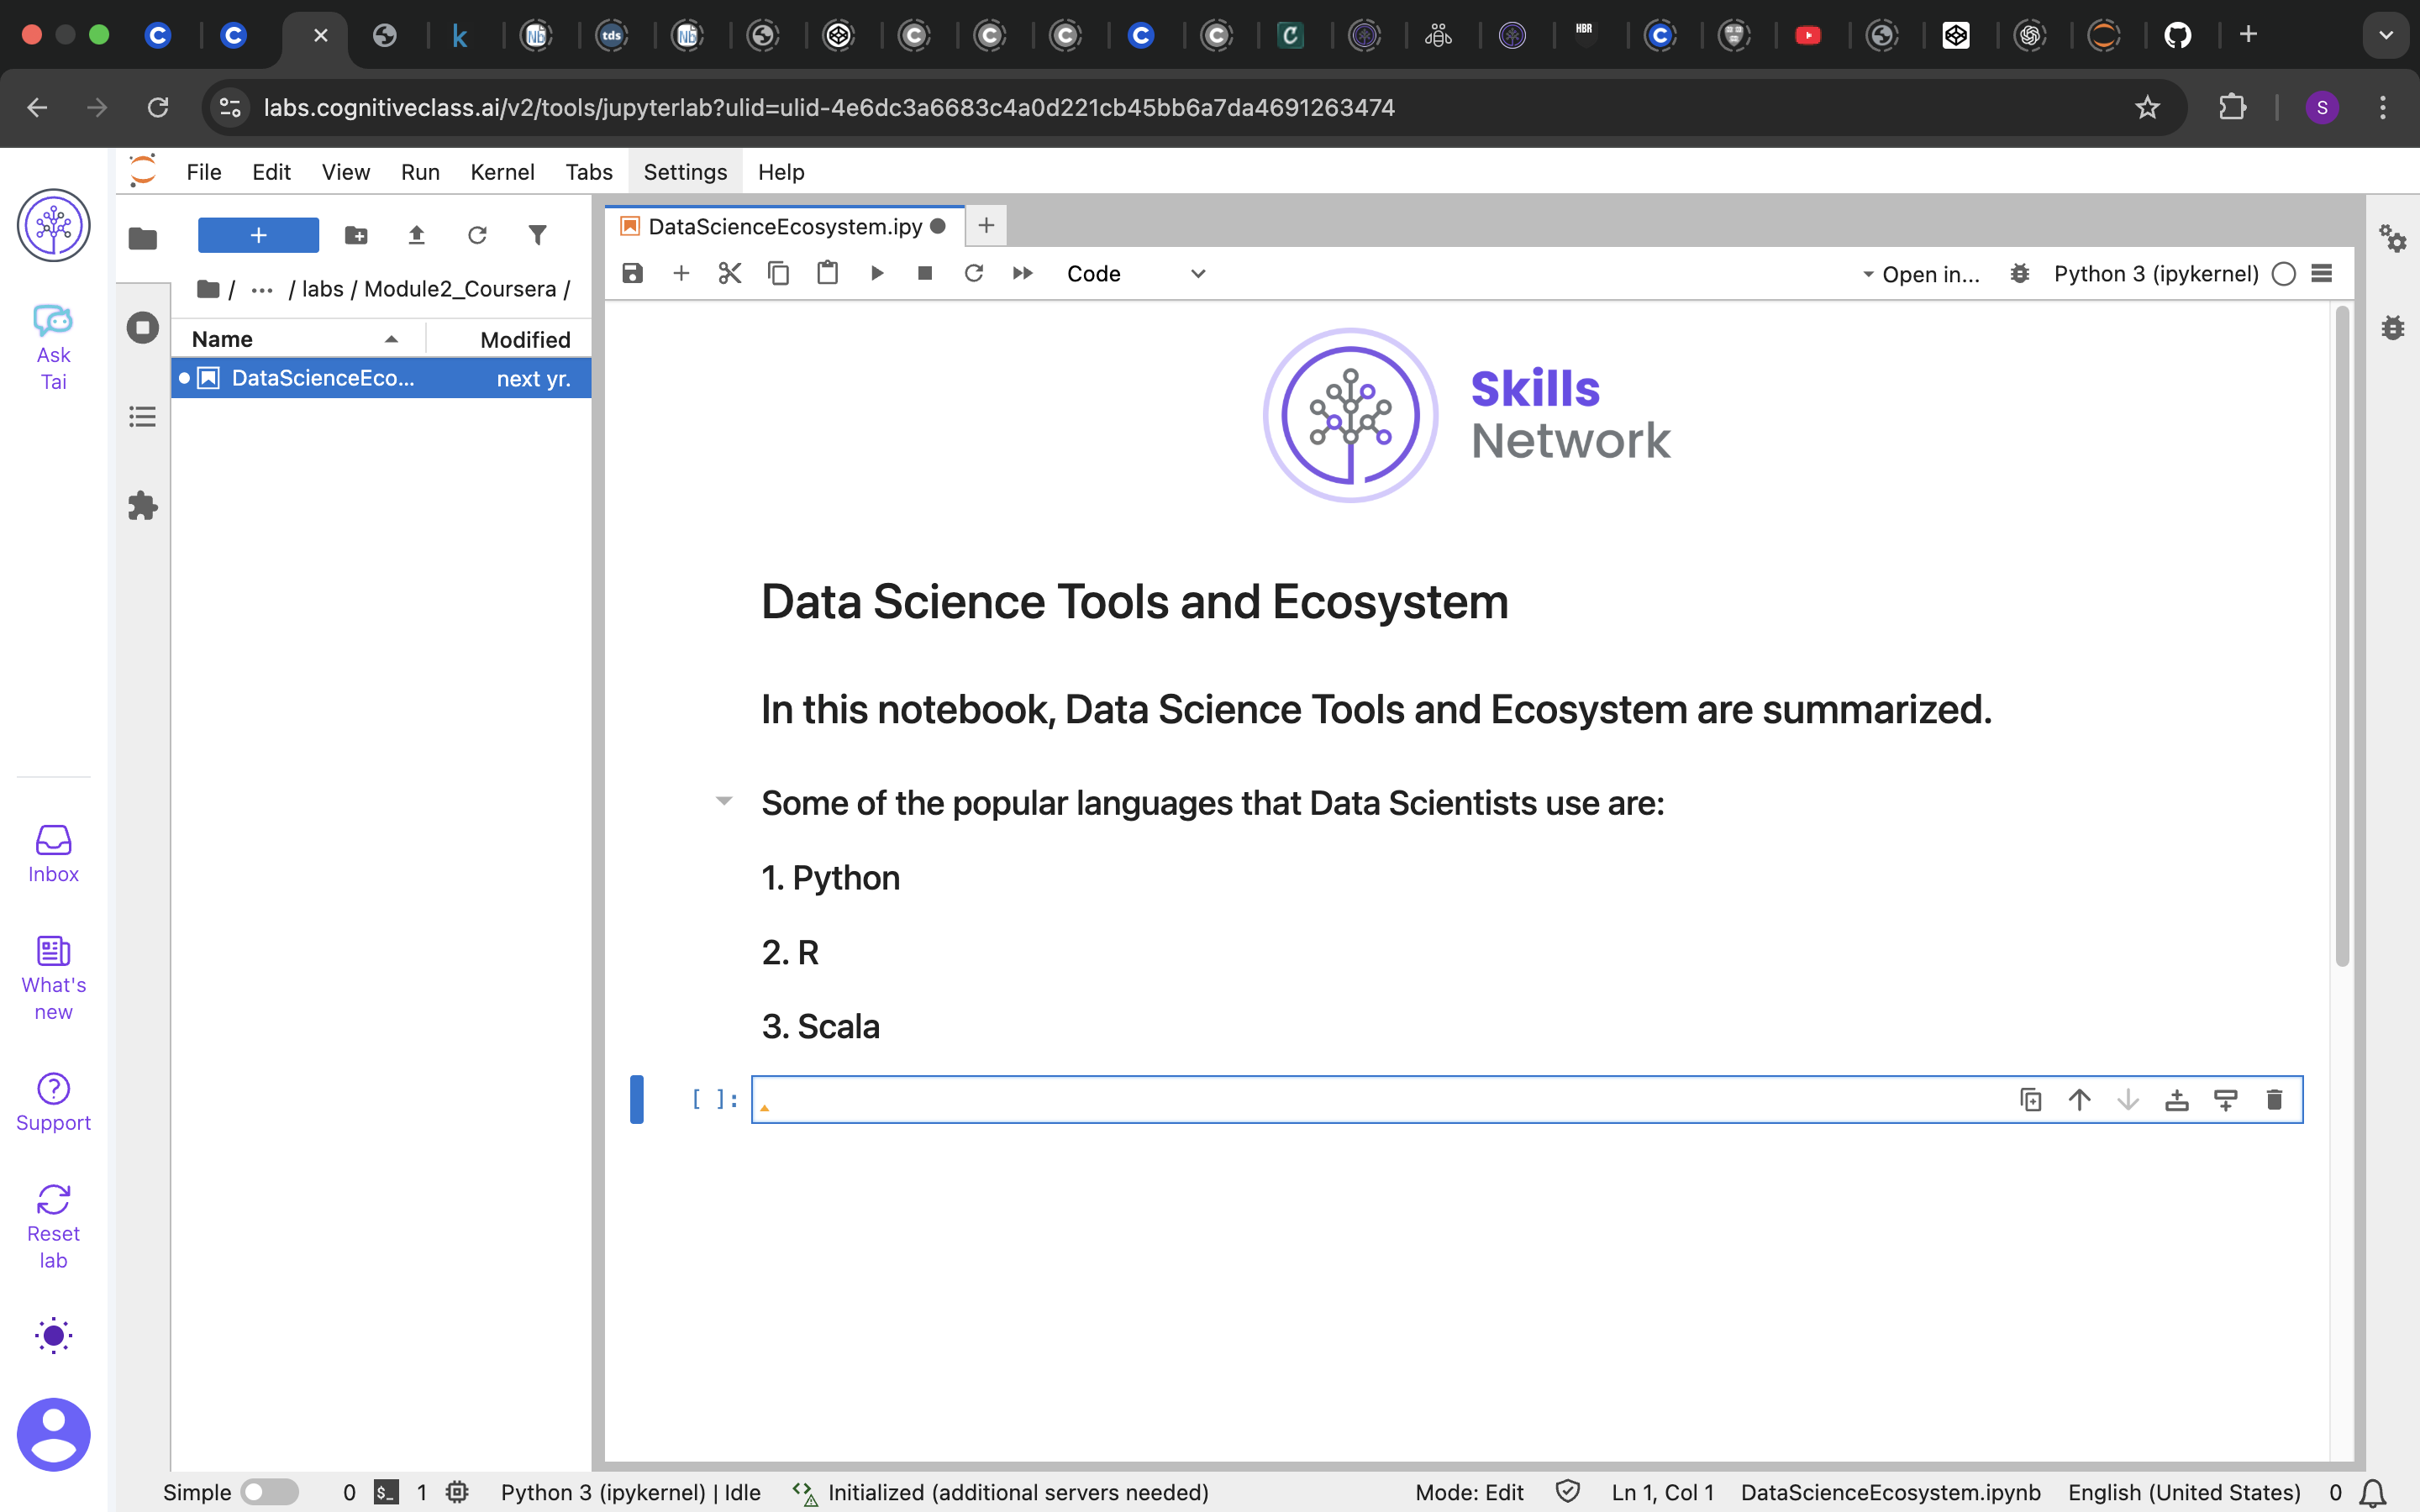 tds
k
HBR
labs.cognitiveclass.ai/v2/tools/jupyterlab?ulid=ulid-4e6dc3a6683c4a0d221cb45bb6a7da4691263474
S
File Edit View Run Kernel Tabs Settings Help
DataScienceEcosystem.ipy
Code
Open in...
Python 3 (ipykernel)
/ ... / labs / Module2_Coursera /
Name
Modified
DataScienceEco...
next yr.
Ask
Tai
Skills
Network
Data Science Tools and Ecosystem
In this notebook, Data Science Tools and Ecosystem are summarized.
Some of the popular languages that Data Scientists use are:
1. Python
2. R
3. Scala
[ ]:
Inbox
What's
new
Support
Reset
lab
Simple
0
$_
1
Python 3 (ipykernel) | Idle
Initialized (additional servers needed)
Mode: Edit
Ln 1, Col 1
DataScienceEcosystem.ipynb
English (United States)
0